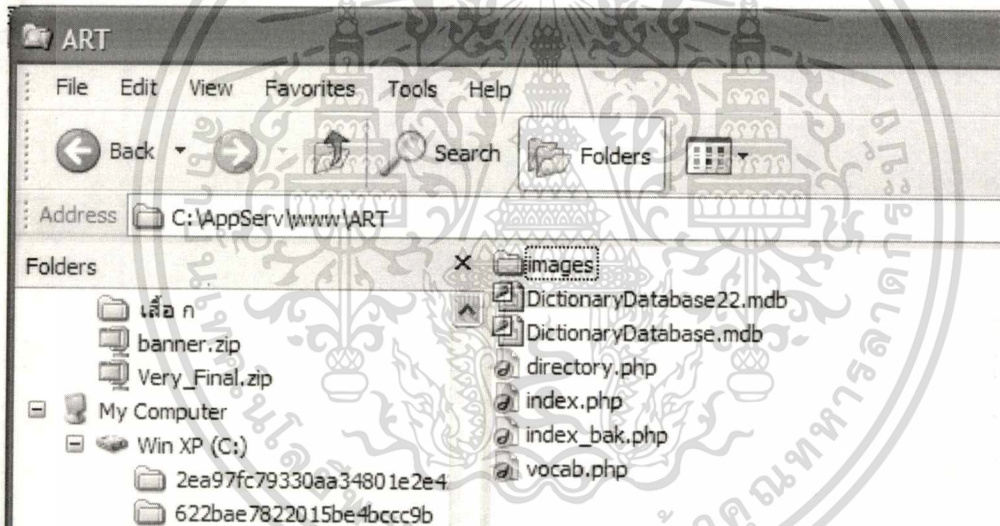 ART
File Edit View Favorites Tools Help
Back Search Folders
Address C:\AppServ\www\ART
Folders
เสื้อ ก
banner.zip
Very_Final.zip
My Computer
Win XP (C:)
2ea97fc79330aa34801e2e4
622bae7822015be4bccc9b
images
DictionaryDatabase22.mdb
DictionaryDatabase.mdb
directory.php
index.php
index_bak.php
vocab.php